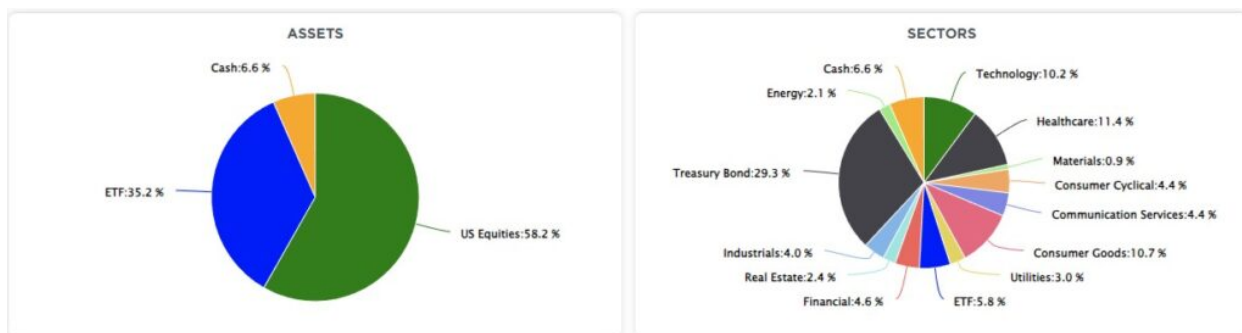 ASSETS
Cash:6.6 %
ETF:35.2 %
US Equities:58.2 %
SECTORS
Cash:6.6 %
Technology:10.2 %
Energy:2.1 %
Healthcare:11.4 %
Materials:0.9 %
Treasury Bond:29.3 %
Consumer Cyclical:4.4 %
Communication Services:4.4 %
Industrials:4.0 %
Consumer Goods:10.7 %
Real Estate:2.4 %
Utilities:3.0 %
Financial:4.6 %
ETF:5.8 %